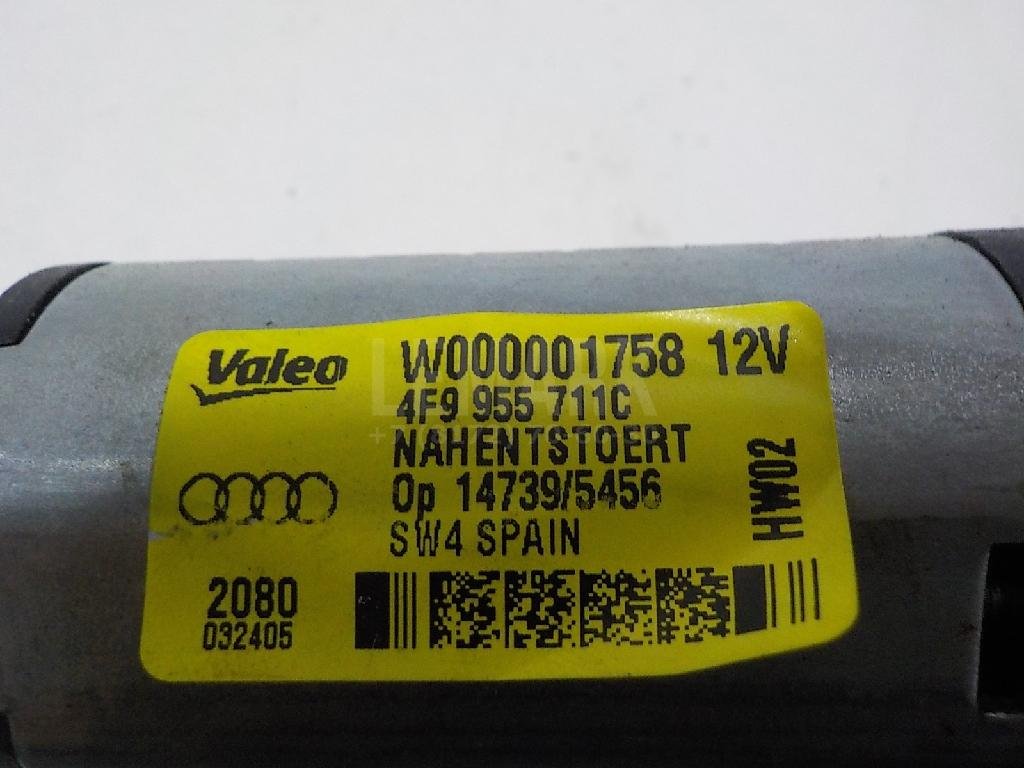 Valeo W000001758 12V
4F9 955 711C
NAHENTSTOERT
Op 14739/5456
SW4 SPAIN
HW02
2080
032405